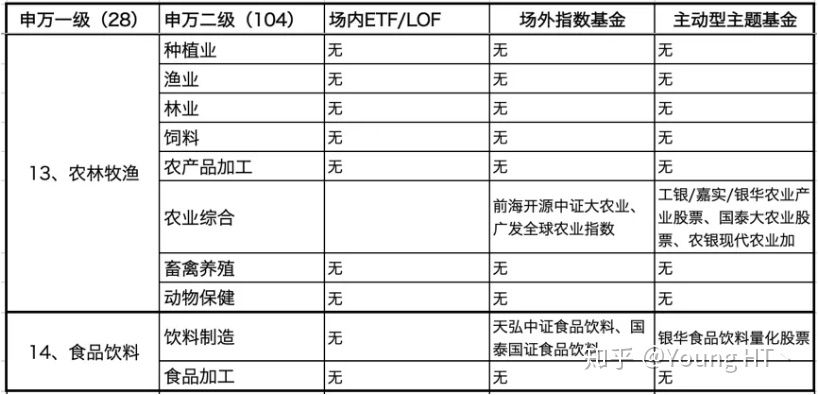 申万一级（28） 申万二级（104） 场内ETF/LOF 场外指数基金 主动型主题基金
种植业 无 无 无
渔业 无 无 无
林业 无 无 无
饲料 无 无 无
13、农林牧渔 农产品加工 无 无 无
农业综合 前海开源中证大农业、广发全球农业指数 工银/嘉实/银华农业产业股票、国泰大农业股票、农银现代农业加
畜禽养殖 无 无 无
动物保健 无 无 无
14、食品饮料 饮料制造 无 天弘中证食品饮料、国泰国证食品饮料 银华食品饮料量化股票
食品加工 无 无 无
知乎 @Young HT